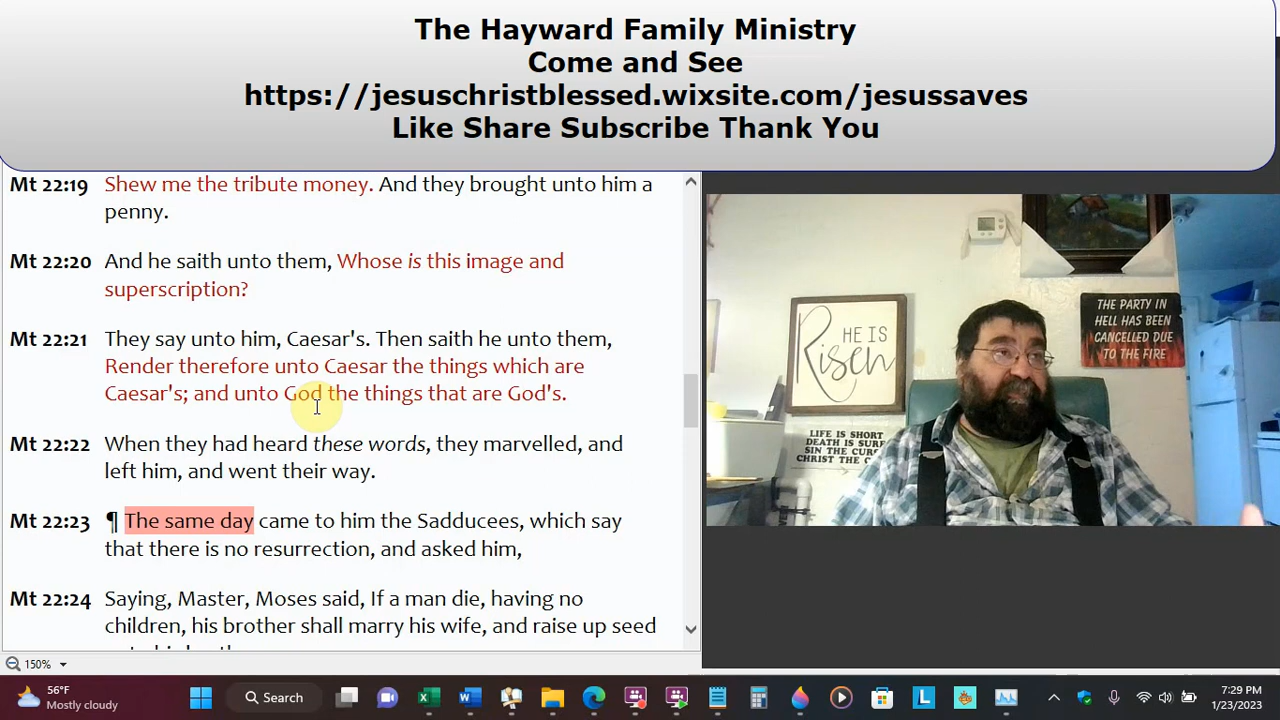 The Hayward Family Ministry
Come and See
https://jesuschristblessed.wixsite.com/jesussaves
Like Share Subscribe Thank You
Mt 22:19 Shew me the tribute money. And they brought unto him a
penny.
Mt 22:20 And he saith unto them, Whose is this image and
superscription?
Mt 22:21 They say unto him, Caesar's. Then saith he unto them,
Render therefore unto Caesar the things which are
Caesar's; and unto God the things that are God's.
Mt 22:22 When they had heard these words, they marvelled, and
left him, and went their way.
Mt 22:23 ¶ The same day came to him the Sadducees, which say
that there is no resurrection, and asked him,
Mt 22:24 Saying, Master, Moses said, If a man die, having no
children, his brother shall marry his wife, and raise up seed
150%
HE IS
Risen
THE PARTY IN
HELL HAS BEEN
CANCELLED DUE
TO THE FIRE
LIFE IS SHORT
DEATH IS SURE
SIN THE
CHRIST THE
56°F
Mostly cloudy
Search
7:29 PM
1/23/2023